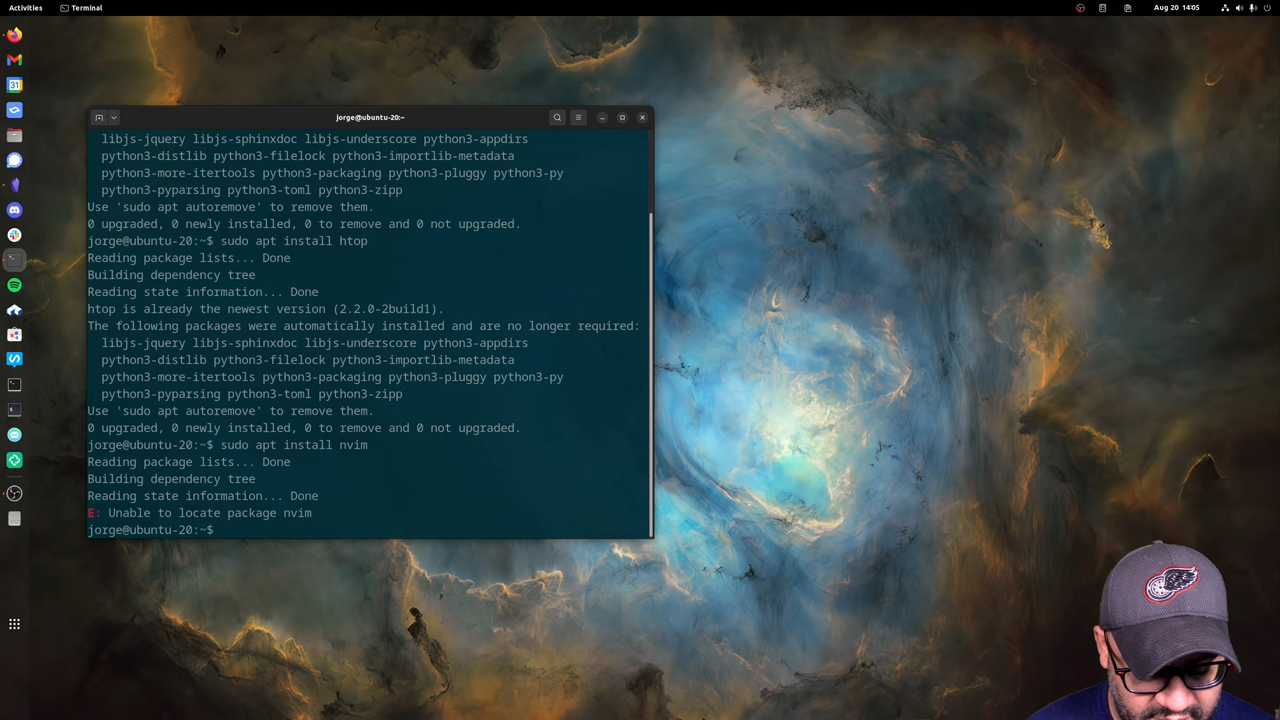 Activities
Terminal
Aug 20 14:05
31
jorge@ubuntu-20:~
libjs-jquery libjs-sphinxdoc libjs-underscore python3-appdirs
python3-distlib python3-filelock python3-importlib-metadata
python3-more-itertools python3-packaging python3-pluggy python3-py
python3-pyparsing python3-toml python3-zipp
Use 'sudo apt autoremove' to remove them.
0 upgraded, 0 newly installed, 0 to remove and 0 not upgraded.
jorge@ubuntu-20:~$ sudo apt install htop
Reading package lists... Done
Building dependency tree
Reading state information... Done
htop is already the newest version (2.2.0-2build1).
The following packages were automatically installed and are no longer required:
libjs-jquery libjs-sphinxdoc libjs-underscore python3-appdirs
python3-distlib python3-filelock python3-importlib-metadata
python3-more-itertools python3-packaging python3-pluggy python3-py
python3-pyparsing python3-toml python3-zipp
Use 'sudo apt autoremove' to remove them.
0 upgraded, 0 newly installed, 0 to remove and 0 not upgraded.
jorge@ubuntu-20:~$ sudo apt install nvim
Reading package lists... Done
Building dependency tree
Reading state information... Done
E: Unable to locate package nvim
jorge@ubuntu-20:~$